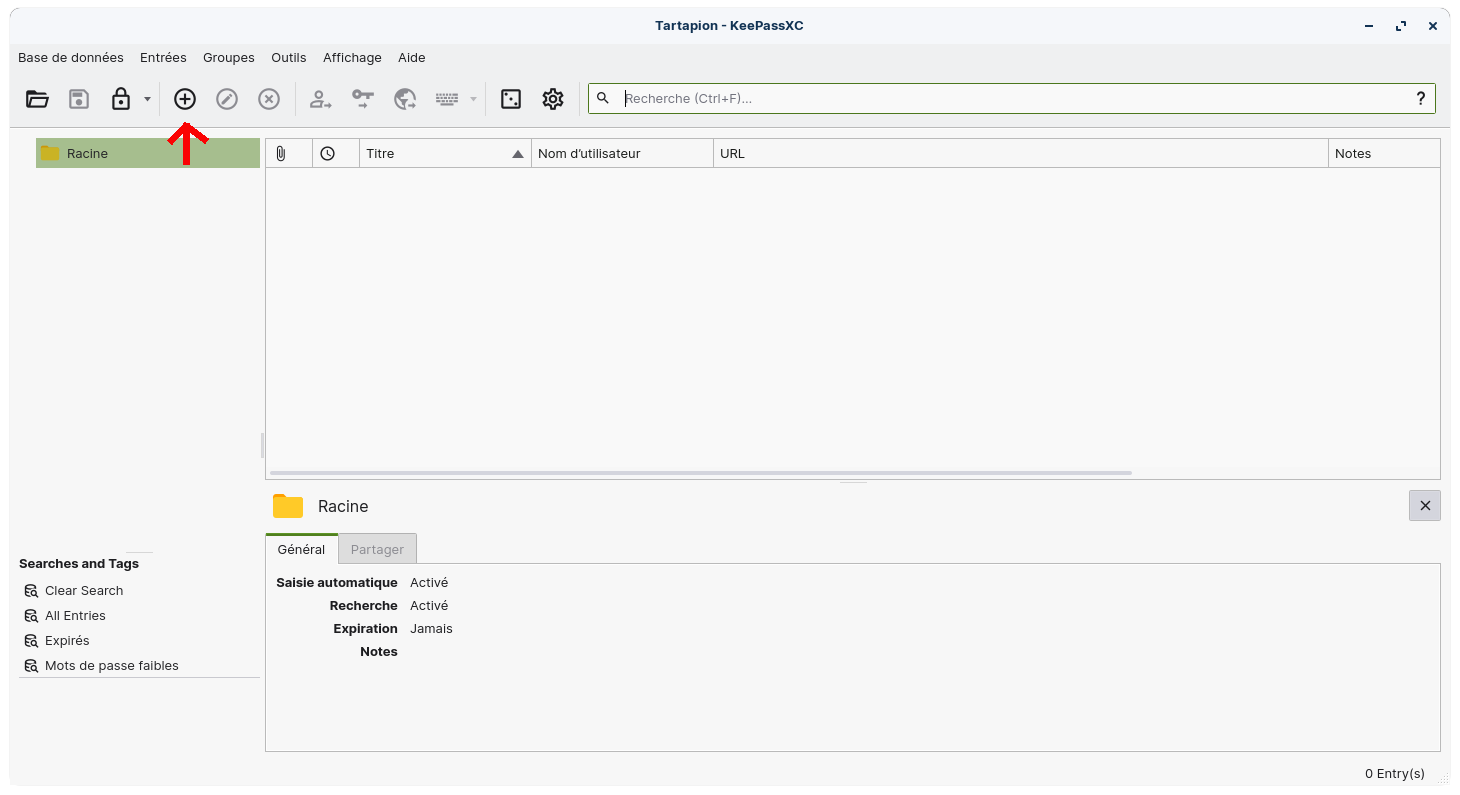 Tartapion - KeePassXC
Base de données Entrées Groupes Outils Affichage Aide
Recherche (Ctrl+F)... ?
Racine
Titre Nom d’utilisateur URL Notes
Racine
Général Partager
Saisie automatique Activé
Recherche Activé
Expiration Jamais
Notes
Searches and Tags
Clear Search
All Entries
Expirés
Mots de passe faibles
0 Entry(s)